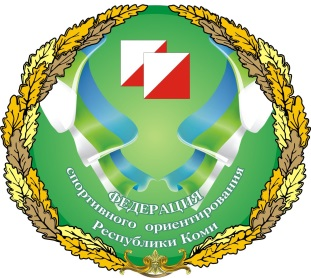 ФЕДЕРАЦИЯ
спортивного ориентирования
Республики Коми